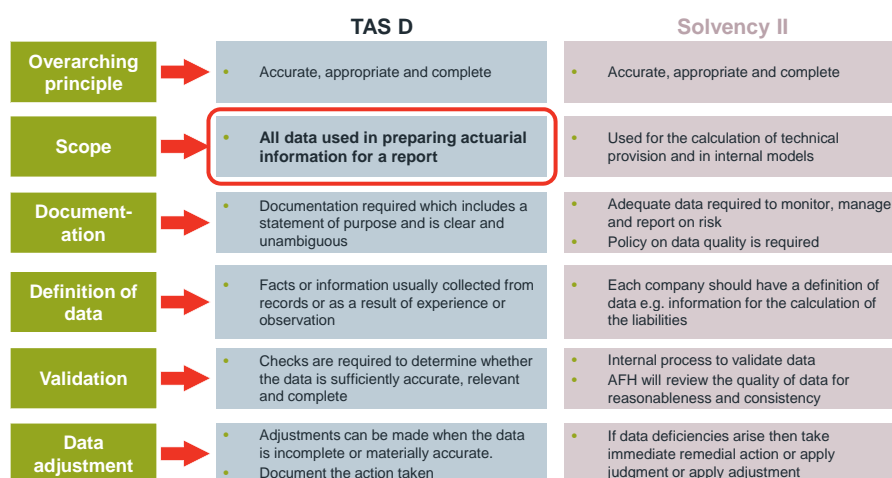 TAS D
Solvency II
Overarching
principle
• Accurate, appropriate and complete
• Accurate, appropriate and complete
Scope
• All data used in preparing actuarial
information for a report
• Used for the calculation of technical
provision and in internal models
Document-
ation
• Documentation required which includes a
statement of purpose and is clear and
unambiguous
• Adequate data required to monitor, manage
and report on risk
• Policy on data quality is required
Definition of
data
• Facts or information usually collected from
records or as a result of experience or
observation
• Each company should have a definition of
data e.g. information for the calculation of
the liabilities
Validation
• Checks are required to determine whether
the data is sufficiently accurate, relevant
and complete
• Internal process to validate data
• AFH will review the quality of data for
reasonableness and consistency
Data
adjustment
• Adjustments can be made when the data
is incomplete or materially accurate.
• Document the action taken
• If data deficiencies arise then take
immediate remedial action or apply
judgment or apply adjustment